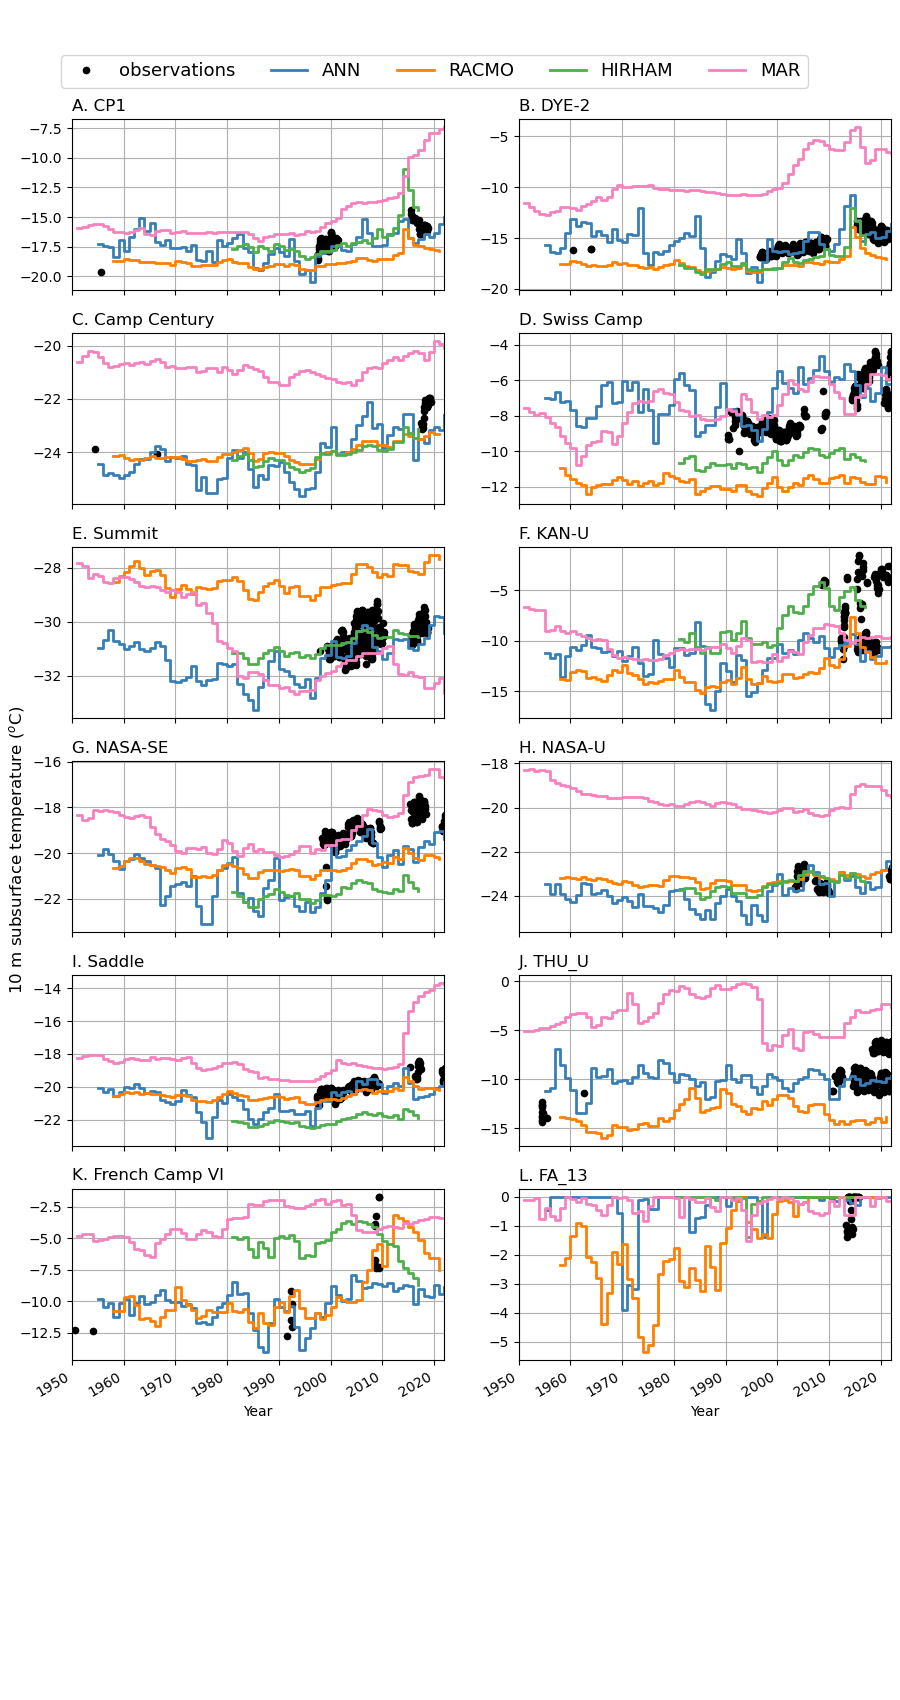 observations ANN RACMO HIRHAM MAR
A. CP1
−7.5
−10.0
−12.5
−15.0
−17.5
−20.0
B. DYE-2
−5
−10
−15
−20
C. Camp Century
−20
−22
−24
D. Swiss Camp
−4
−6
−8
−10
−12
E. Summit
−28
−30
−32
F. KAN-U
−5
−10
−15
10 m subsurface temperature (°C)
G. NASA-SE
−16
−18
−20
−22
H. NASA-U
−18
−20
−22
−24
I. Saddle
−14
−16
−18
−20
−22
J. THU_U
0
−5
−10
−15
K. French Camp VI
−2.5
−5.0
−7.5
−10.0
−12.5
1950 1960 1970 1980 1990 2000 2010 2020
Year
L. FA_13
0
−1
−2
−3
−4
−5
1950 1960 1970 1980 1990 2000 2010 2020
Year